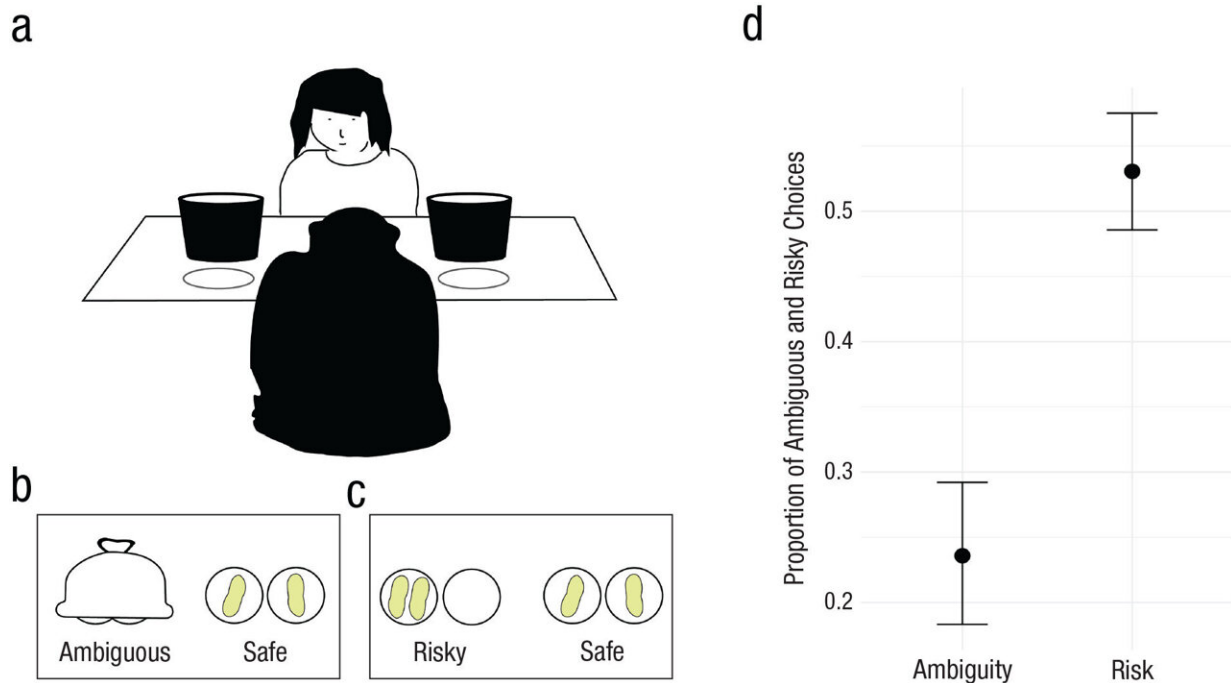 a
b
Ambiguous
Safe
c
Risky
Safe
d
Proportion of Ambiguous and Risky Choices
0.5
0.4
0.3
0.2
Ambiguity
Risk